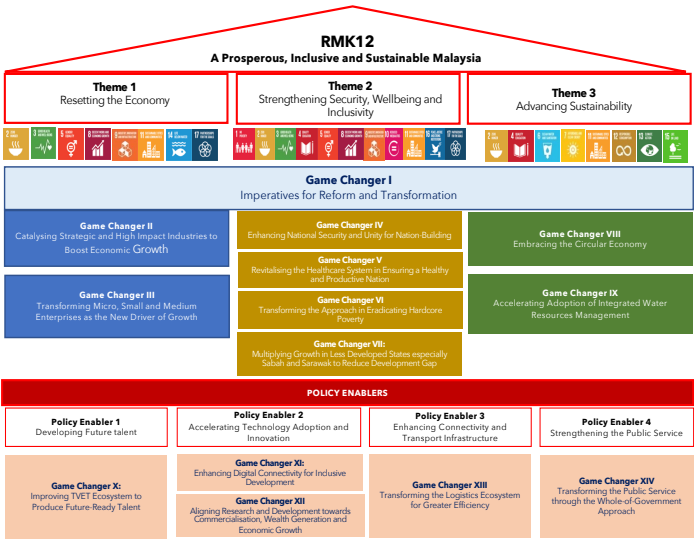 RMK12
A Prosperous, Inclusive and Sustainable Malaysia
Theme 1
Resetting the Economy
Theme 2
Strengthening Security, Wellbeing and
Inclusivity
Theme 3
Advancing Sustainability
Game Changer I
Imperatives for Reform and Transformation
Game Changer II
Catalysing Strategic and High Impact Industries to
Boost Economic Growth
Game Changer III
Transforming Micro, Small and Medium
Enterprises as the New Driver of Growth
Game Changer IV
Enhancing National Security and Unity for Nation-Building
Game Changer V
Revitalising the Healthcare System in Ensuring a Healthy
and Productive Nation
Game Changer VI
Transforming the Approach in Eradicating Hardcore
Poverty
Game Changer VII:
Multiplying Growth in Less Developed States especially
Sabah and Sarawak to Reduce Development Gap
Game Changer VIII
Embracing the Circular Economy
Game Changer IX
Accelerating Adoption of Integrated Water
Resources Management
POLICY ENABLERS
Policy Enabler 1
Developing Future talent
Policy Enabler 2
Accelerating Technology Adoption and
Innovation
Policy Enabler 3
Enhancing Connectivity and
Transport Infrastructure
Policy Enabler 4
Strengthening the Public Service
Game Changer X:
Improving TVET Ecosystem to
Produce Future-Ready Talent
Game Changer XI:
Enhancing Digital Connectivity for Inclusive
Development
Game Changer XII
Aligning Research and Development towards
Commercialisation, Wealth Generation and
Economic Growth
Game Changer XIII
Transforming the Logistics Ecosystem
for Greater Efficiency
Game Changer XIV
Transforming the Public Service
through the Whole-of-Government
Approach